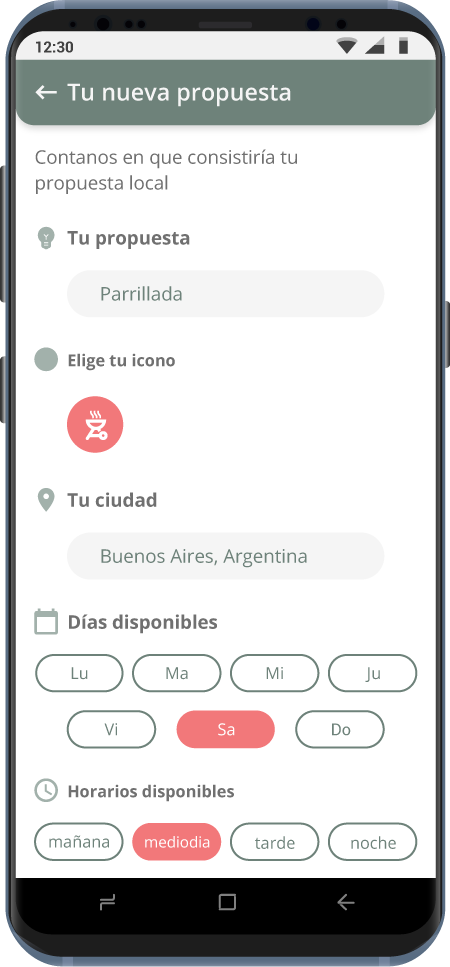 12:30
Tu nueva propuesta
Contanos en que consistiría tu
propuesta local
Tu propuesta
Parrillada
Elige tu icono
Tu ciudad
Buenos Aires, Argentina
Días disponibles
Lu Ma Mi Ju
Vi Sa Do
Horarios disponibles
mañana mediodia tarde noche